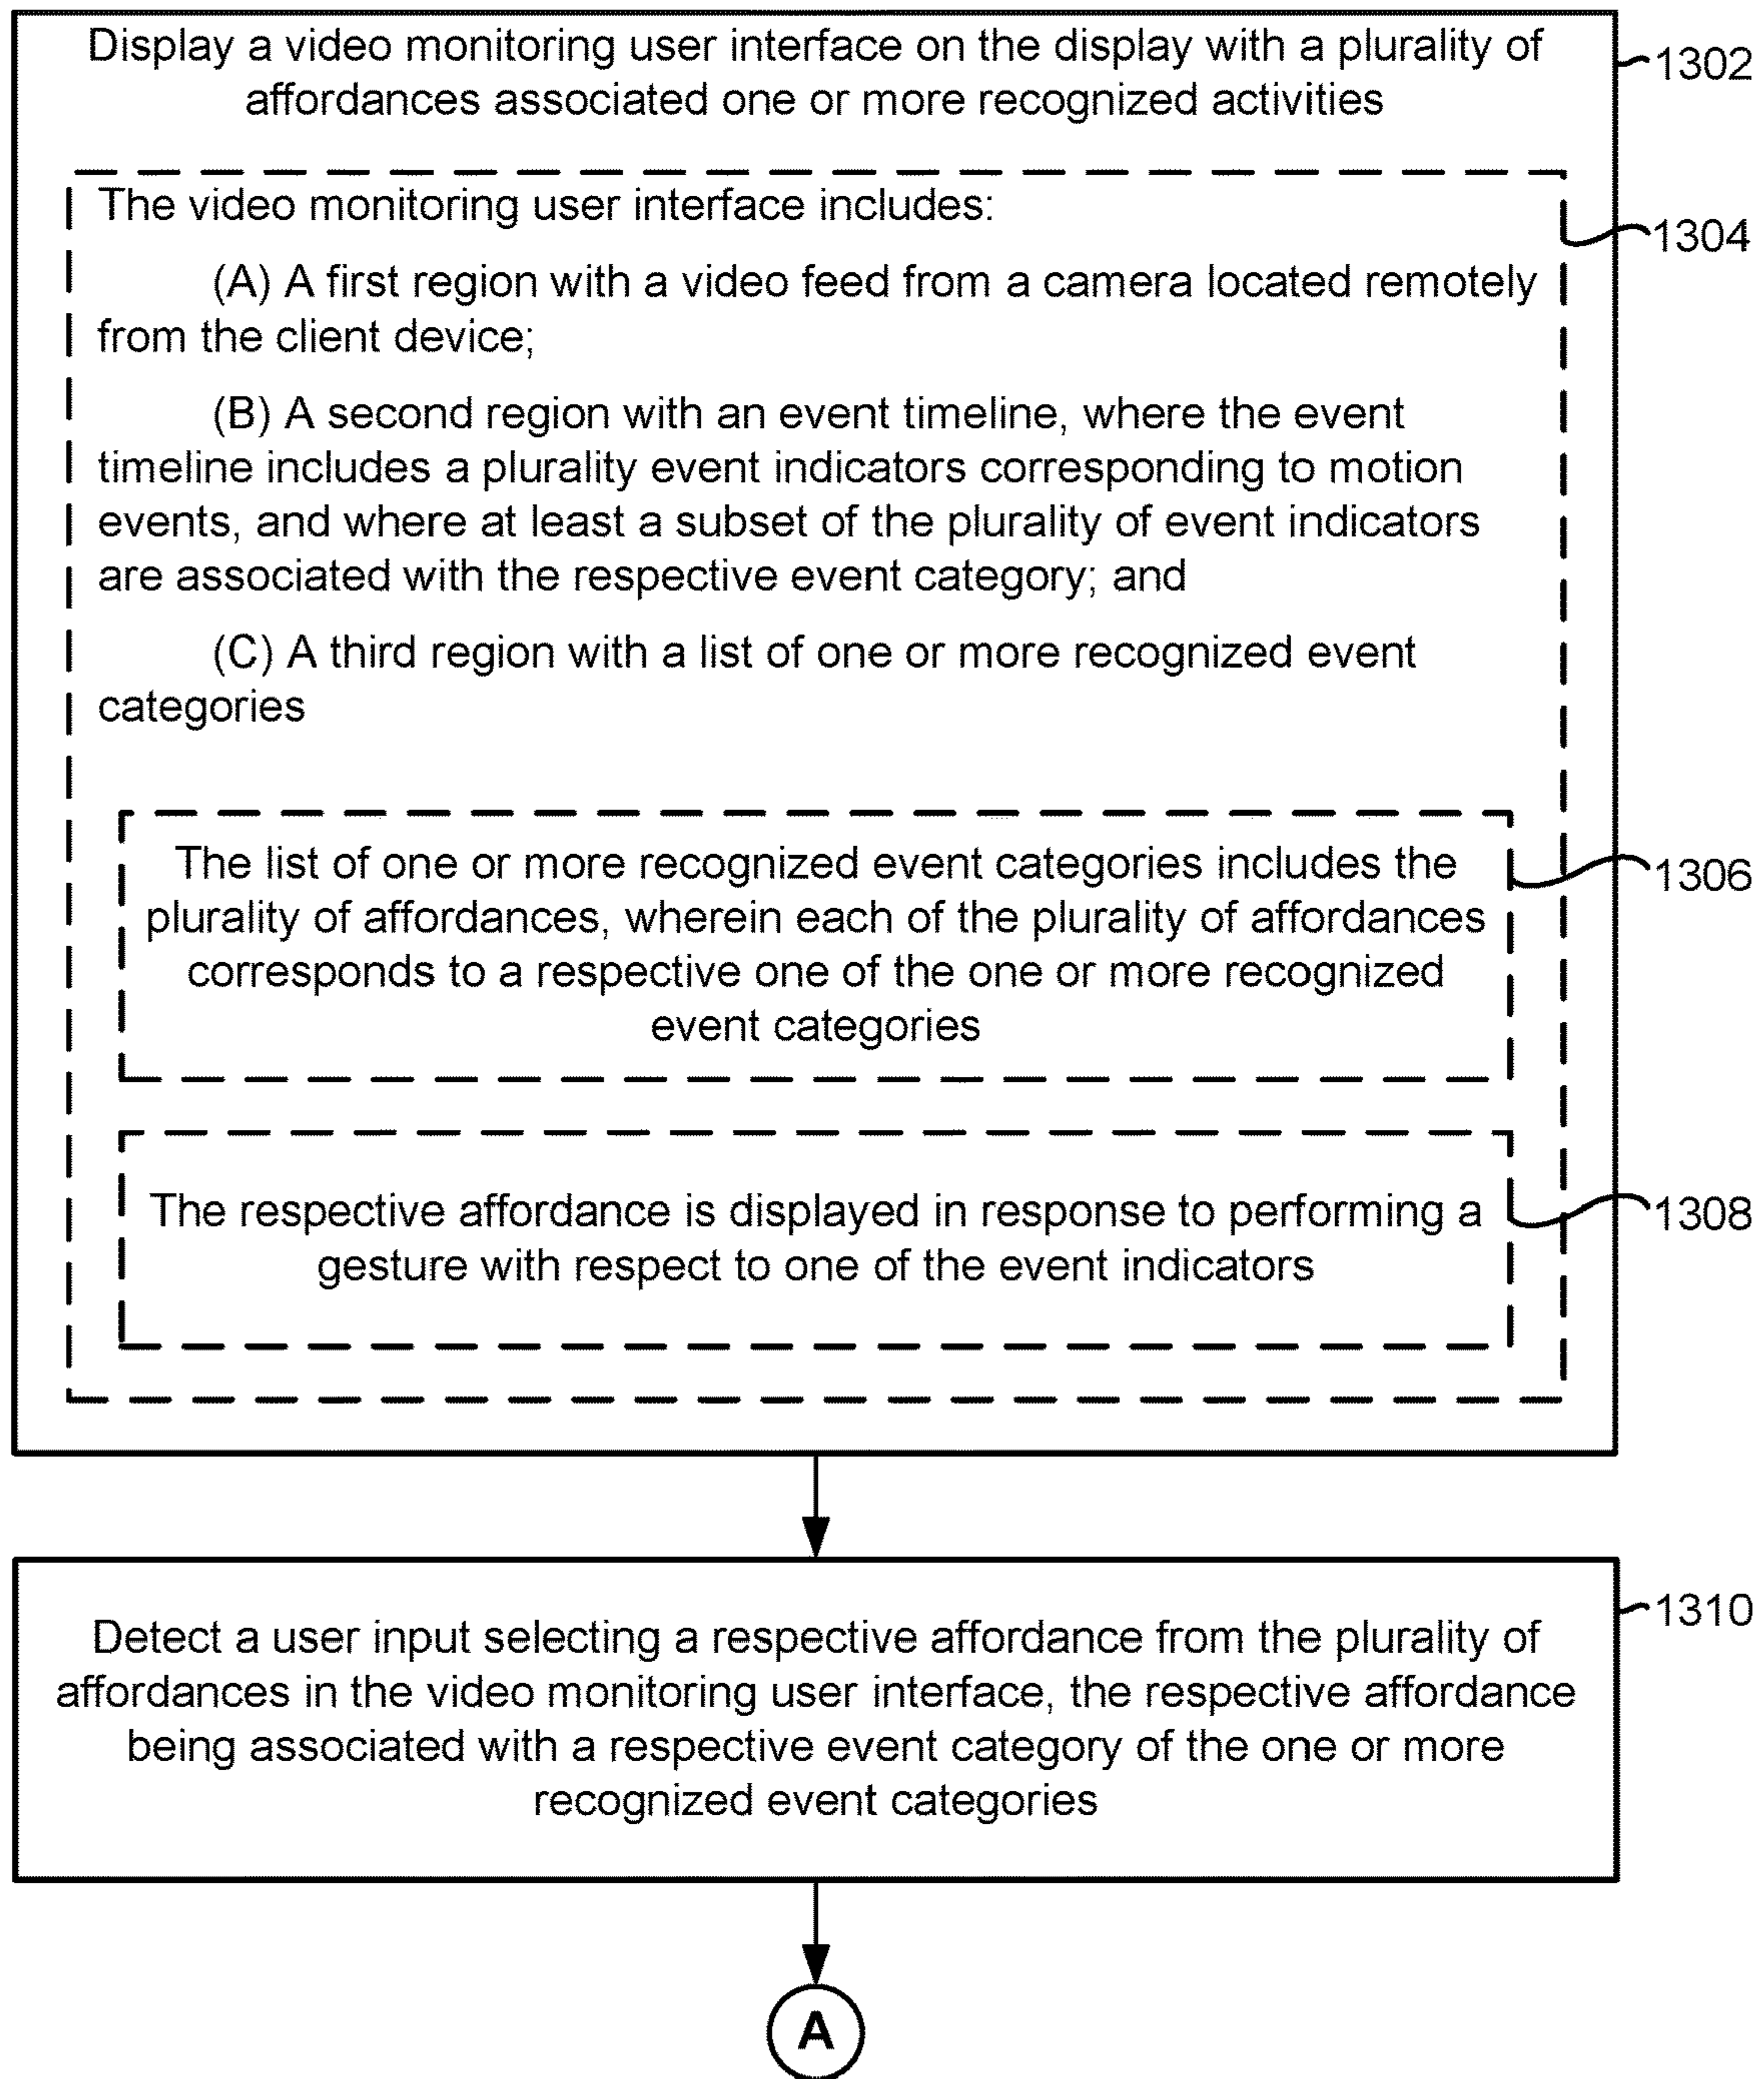 Display a video monitoring user interface on the display with a plurality of
affordances associated one or more recognized activities
1302
The video monitoring user interface includes:
1304
(A) A first region with a video feed from a camera located remotely
from the client device;
(B) A second region with an event timeline, where the event
timeline includes a plurality event indicators corresponding to motion
events, and where at least a subset of the plurality of event indicators
are associated with the respective event category; and
(C) A third region with a list of one or more recognized event
categories
The list of one or more recognized event categories includes the
plurality of affordances, wherein each of the plurality of affordances
corresponds to a respective one of the one or more recognized
event categories
1306
The respective affordance is displayed in response to performing a
gesture with respect to one of the event indicators
1308
Detect a user input selecting a respective affordance from the plurality of
affordances in the video monitoring user interface, the respective affordance
being associated with a respective event category of the one or more
recognized event categories
1310
A